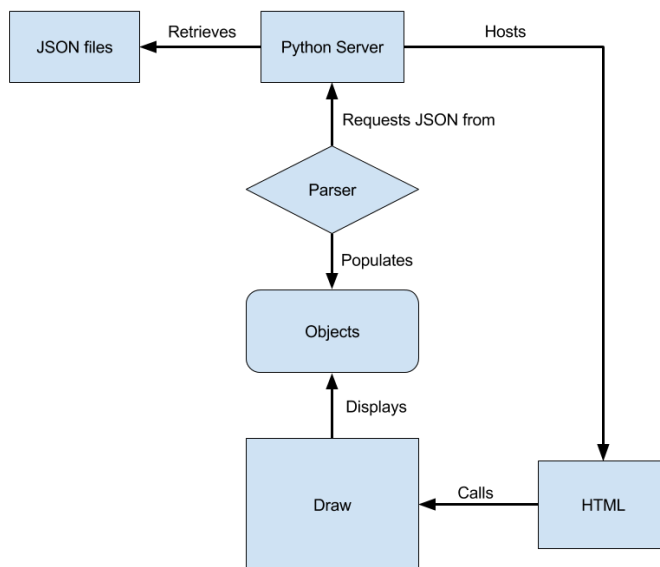 JSON files
Retrieves
Python Server
Hosts
Requests JSON from
Parser
Populates
Objects
Displays
Draw
Calls
HTML